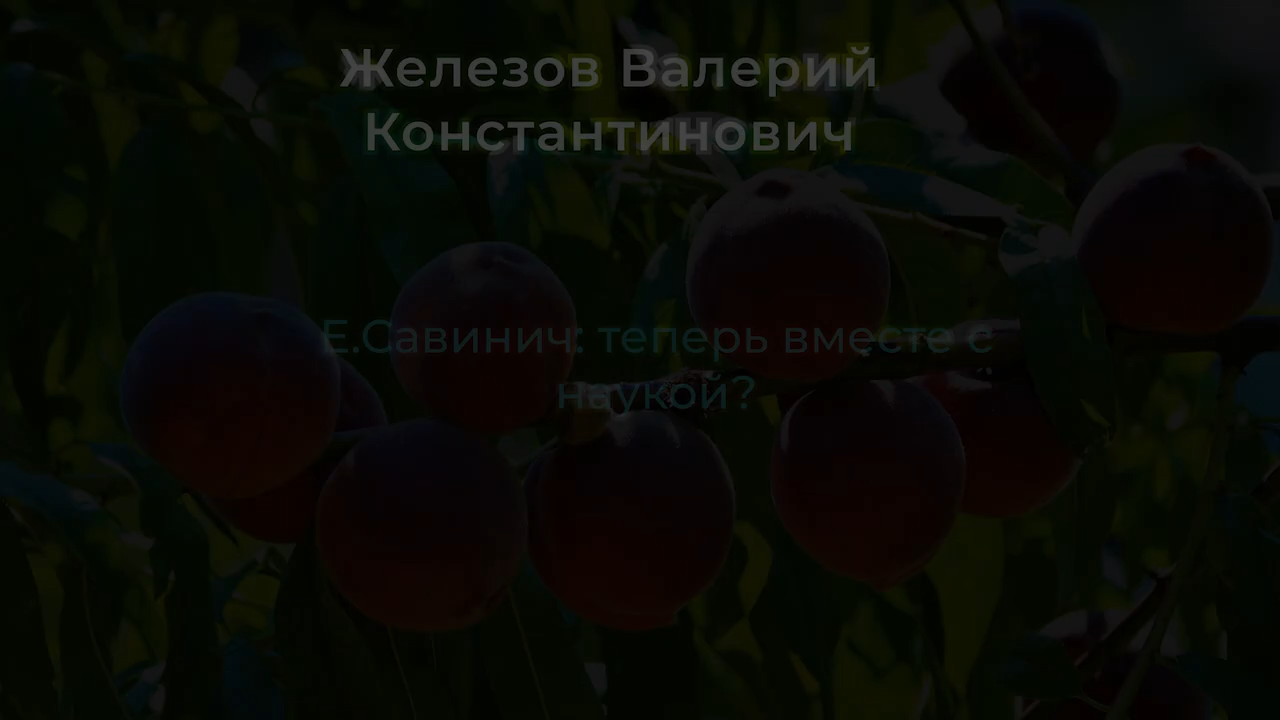 Железов Валерий
Константинович
Е.Савинич: теперь вместе с
наукой?